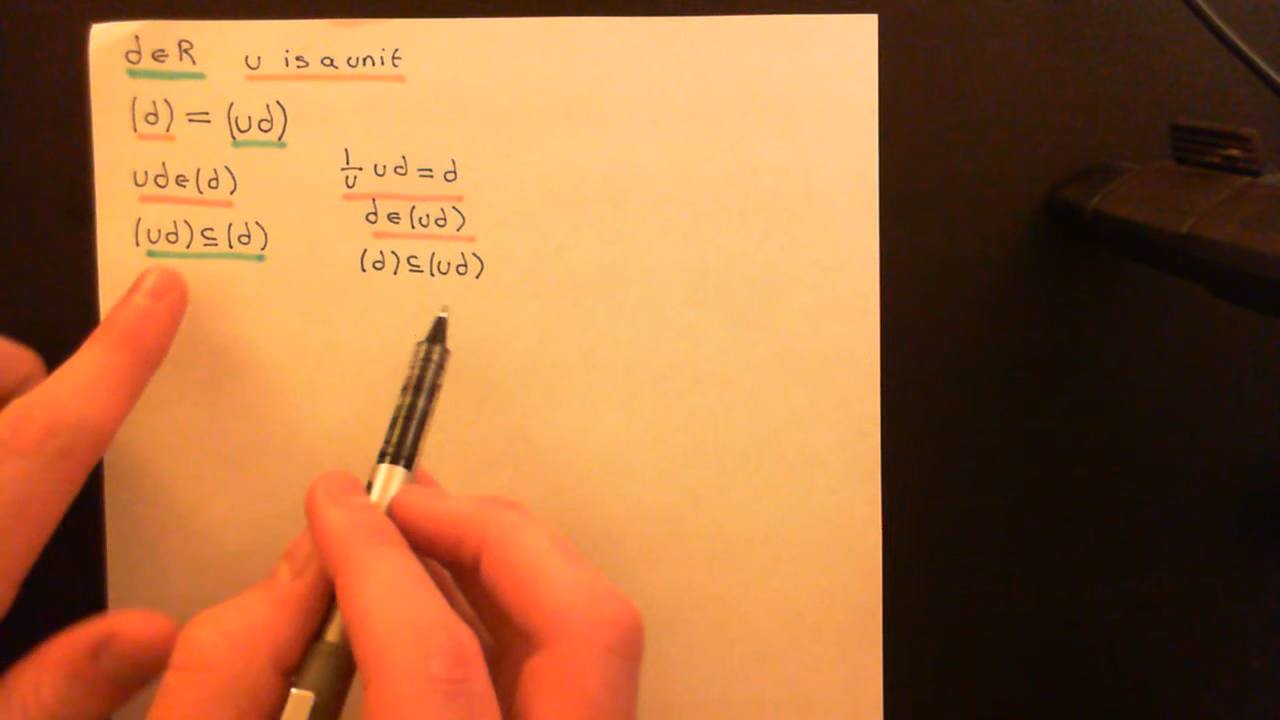 d∈R u is a unit
(d) = (ud)
ud∈(d)
(ud)⊆(d)
1/u ud = d
d∈(ud)
(d)⊆(ud)